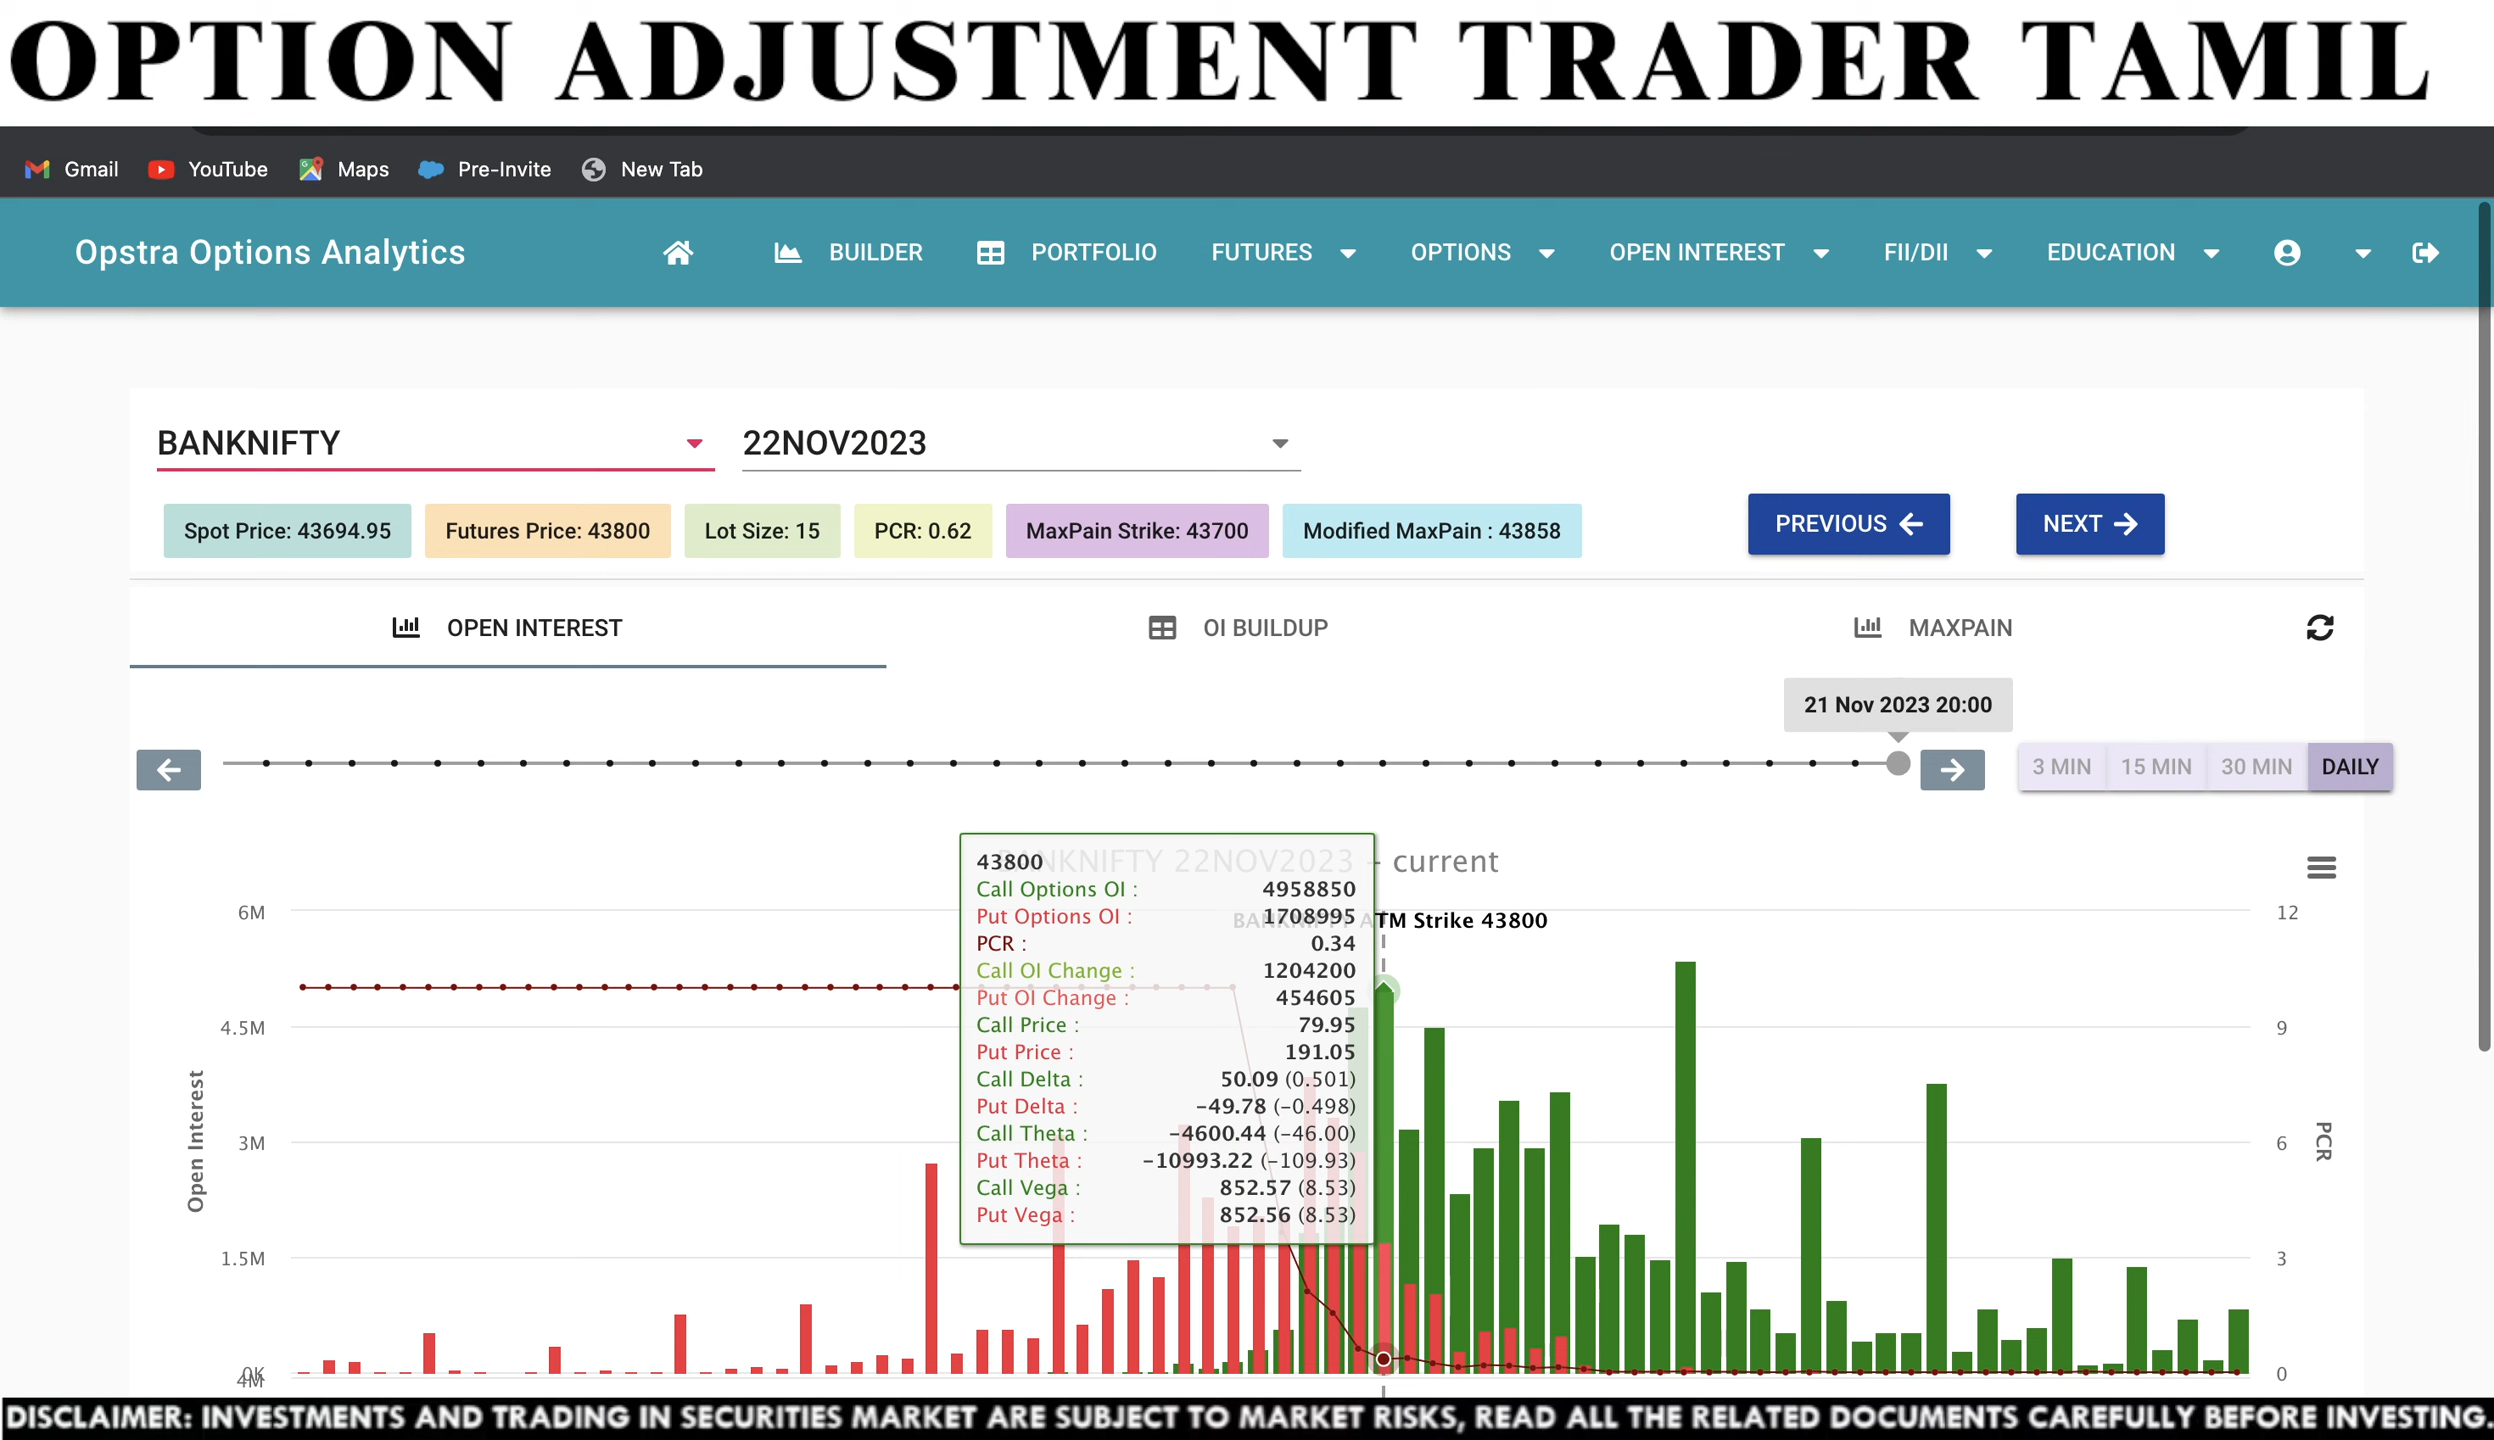 OPTION ADJUSTMENT TRADER TAMIL
Gmail YouTube Maps Pre-Invite New Tab
Opstra Options Analytics BUILDER PORTFOLIO FUTURES OPTIONS OPEN INTEREST FII/DII EDUCATION
BANKNIFTY 22NOV2023
Spot Price: 43694.95 Futures Price: 43800 Lot Size: 15 PCR: 0.62 MaxPain Strike: 43700 Modified MaxPain : 43858 PREVIOUS NEXT
OPEN INTEREST OI BUILDUP MAXPAIN
21 Nov 2023 20:00
3 MIN 15 MIN 30 MIN DAILY
BANKNIFTY 22NOV2023 - current
BANKNIFTY ATM Strike 43800
43800
Call Options OI : 4958850
Put Options OI : 1708995
PCR : 0.34
Call OI Change : 1204200
Put OI Change : 454605
Call Price : 79.95
Put Price : 191.05
Call Delta : 50.09 (0.501)
Put Delta : -49.78 (-0.498)
Call Theta : -4600.44 (-46.00)
Put Theta : -10993.22 (-109.93)
Call Vega : 852.57 (8.53)
Put Vega : 852.56 (8.53)
6M 12
4.5M 9
3M 6
1.5M 3
0K 0
4M
Open Interest
PCR
DISCLAIMER: INVESTMENTS AND TRADING IN SECURITIES MARKET ARE SUBJECT TO MARKET RISKS, READ ALL THE RELATED DOCUMENTS CAREFULLY BEFORE INVESTING.